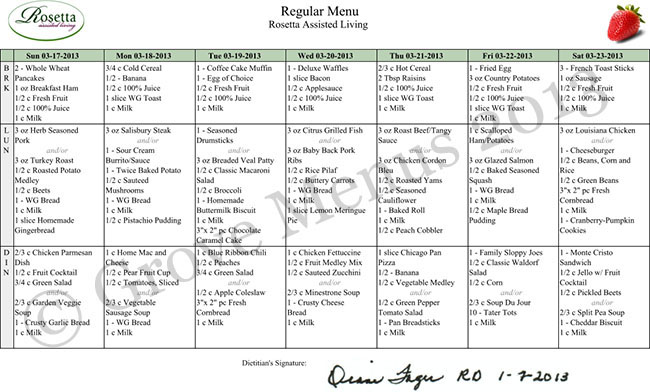 Rosetta
assisted living
Regular Menu
Rosetta Assisted Living
Sun 03-17-2013
Mon 03-18-2013
Tue 03-19-2013
Wed 03-20-2013
Thu 03-21-2013
Fri 03-22-2013
Sat 03-23-2013
B
R
K
2 - Whole Wheat
Pancakes
1 oz Breakfast Ham
1/2 c Fresh Fruit
1/2 c 100% Juice
1 c Milk
3/4 c Cold Cereal
1/2 - Banana
1/2 c 100% Juice
1 slice WG Toast
1 c Milk
1 - Coffee Cake Muffin
1 - Egg of Choice
1/2 c Fresh Fruit
1/2 c 100% Juice
1 c Milk
1 - Deluxe Waffles
1 slice Bacon
1/2 c Applesauce
1/2 c 100% Juice
1 c Milk
2/3 c Hot Cereal
2 Tbsp Raisins
1/2 c 100% Juice
1 slice WG Toast
1 c Milk
1 - Fried Egg
3 oz Country Potatoes
1/2 c Fresh Fruit
1/2 c 100% Juice
1 slice WG Toast
1 c Milk
3 - French Toast Sticks
1 oz Sausage
1/2 c Fresh Fruit
1/2 c 100% Juice
1 c Milk
L
U
N
3 oz Herb Seasoned
Pork
and/or
3 oz Turkey Roast
1/2 c Roasted Potato
Medley
1/2 c Beets
1 - WG Bread
1 c Milk
1 slice Homemade
Gingerbread
3 oz Salisbury Steak
and/or
1 - Sour Cream
Burrito/Sauce
1 - Twice Baked Potato
1/2 c Sauteed
Mushrooms
1 - WG Bread
1 c Milk
1/2 c Pistachio Pudding
1 - Seasoned
Drumsticks
and/or
3 oz Breaded Veal Patty
1/2 c Classic Macaroni
Salad
1/2 c Broccoli
1 - Homemade
Buttermilk Biscuit
1 c Milk
3"x 2" pc Chocolate
Caramel Cake
3 oz Citrus Grilled Fish
and/or
3 oz Baby Back Pork
Ribs
1/2 c Rice Pilaf
1/2 c Buttery Carrots
1 - WG Bread
1 c Milk
1 slice Lemon Meringue
Pie
3 oz Roast Beef/Tangy
Sauce
and/or
3 oz Chicken Cordon
Bleu
1/2 c Roasted Yams
1/2 c Seasoned
Cauliflower
1 - Baked Roll
1 c Milk
1/2 c Peach Cobbler
1 c Scalloped
Ham/Potatoes
and/or
3 oz Glazed Salmon
1/2 c Baked Seasoned
Squash
1 - WG Bread
1 c Milk
1/2 c Maple Bread
Pudding
3 oz Louisiana Chicken
and/or
1 - Cheeseburger
1/2 c Beans, Corn and
Rice
1/2 c Green Beans
3"x 2" pc Fresh
Cornbread
1 c Milk
1 - Cranberry-Pumpkin
Cookies
D
I
N
2/3 c Chicken Parmesan
Dish
1/2 c Fruit Cocktail
3/4 c Green Salad
and/or
2/3 c Garden Veggie
Soup
1 - Crusty Garlic Bread
1 c Milk
1 c Home Mac and
Cheese
1/2 c Pear Fruit Cup
1/2 c Tomatoes, Sliced
and/or
2/3 c Vegetable
Sausage Soup
1 - WG Bread
1 c Milk
1 c Blue Ribbon Chili
1/2 c Peaches
3/4 c Green Salad
and/or
1/2 c Apple Coleslaw
3"x 2" pc Fresh
Cornbread
1 c Milk
1 c Chicken Fettuccine
1/2 c Fruit Medley Mix
1/2 c Sauteed Zucchini
and/or
2/3 c Minestrone Soup
1 - Crusty Cheese
Bread
1 c Milk
1 slice Chicago Pan
Pizza
1/2 - Banana
1/2 c Vegetable Medley
and/or
1/2 c Green Pepper
Tomato Salad
1 - Pan Breadsticks
1 c Milk
1 - Family Sloppy Joes
1/2 c Classic Waldorf
Salad
1/2 c Corn
and/or
2/3 c Soup Du Jour
10 - Tater Tots
1 c Milk
1 - Monte Cristo
Sandwich
1/2 c Jello w/ Fruit
Cocktail
1/2 c Pickled Beets
and/or
2/3 c Split Pea Soup
1 - Cheddar Biscuit
1 c Milk
© Grove Menus 2013
Dietitian's Signature:
RD 1-7-2013